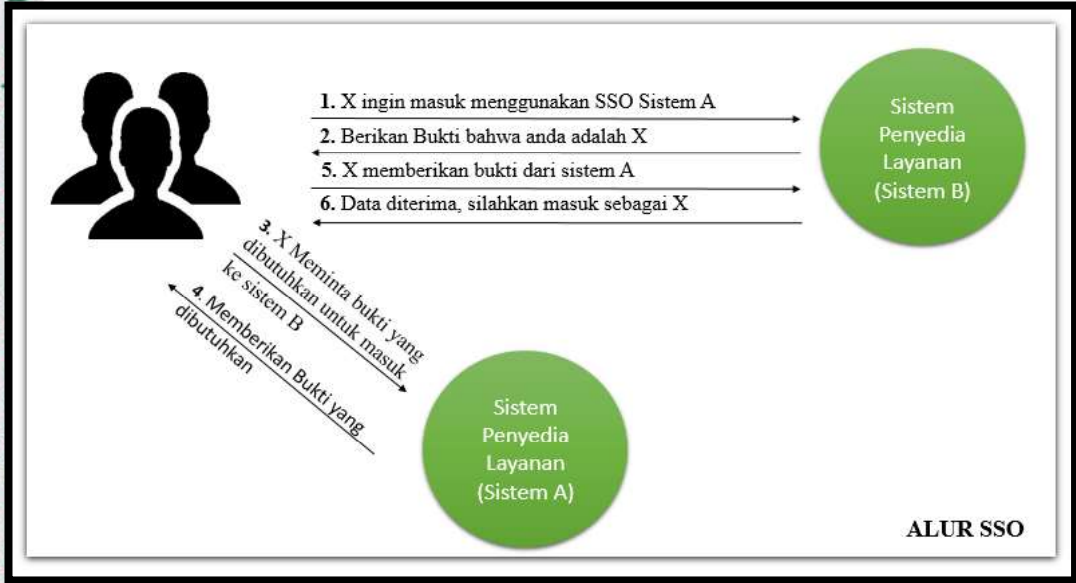 1. X ingin masuk menggunakan SSO Sistem A
2. Berikan Bukti bahwa anda adalah X
5. X memberikan bukti dari sistem A
6. Data diterima, silahkan masuk sebagai X
Sistem
Penyedia
Layanan
(Sistem B)
3. X Meminta bukti yang
dibutuhkan untuk masuk
ke sistem B
4. Memberikan Bukti yang
dibutuhkan
Sistem
Penyedia
Layanan
(Sistem A)
ALUR SSO